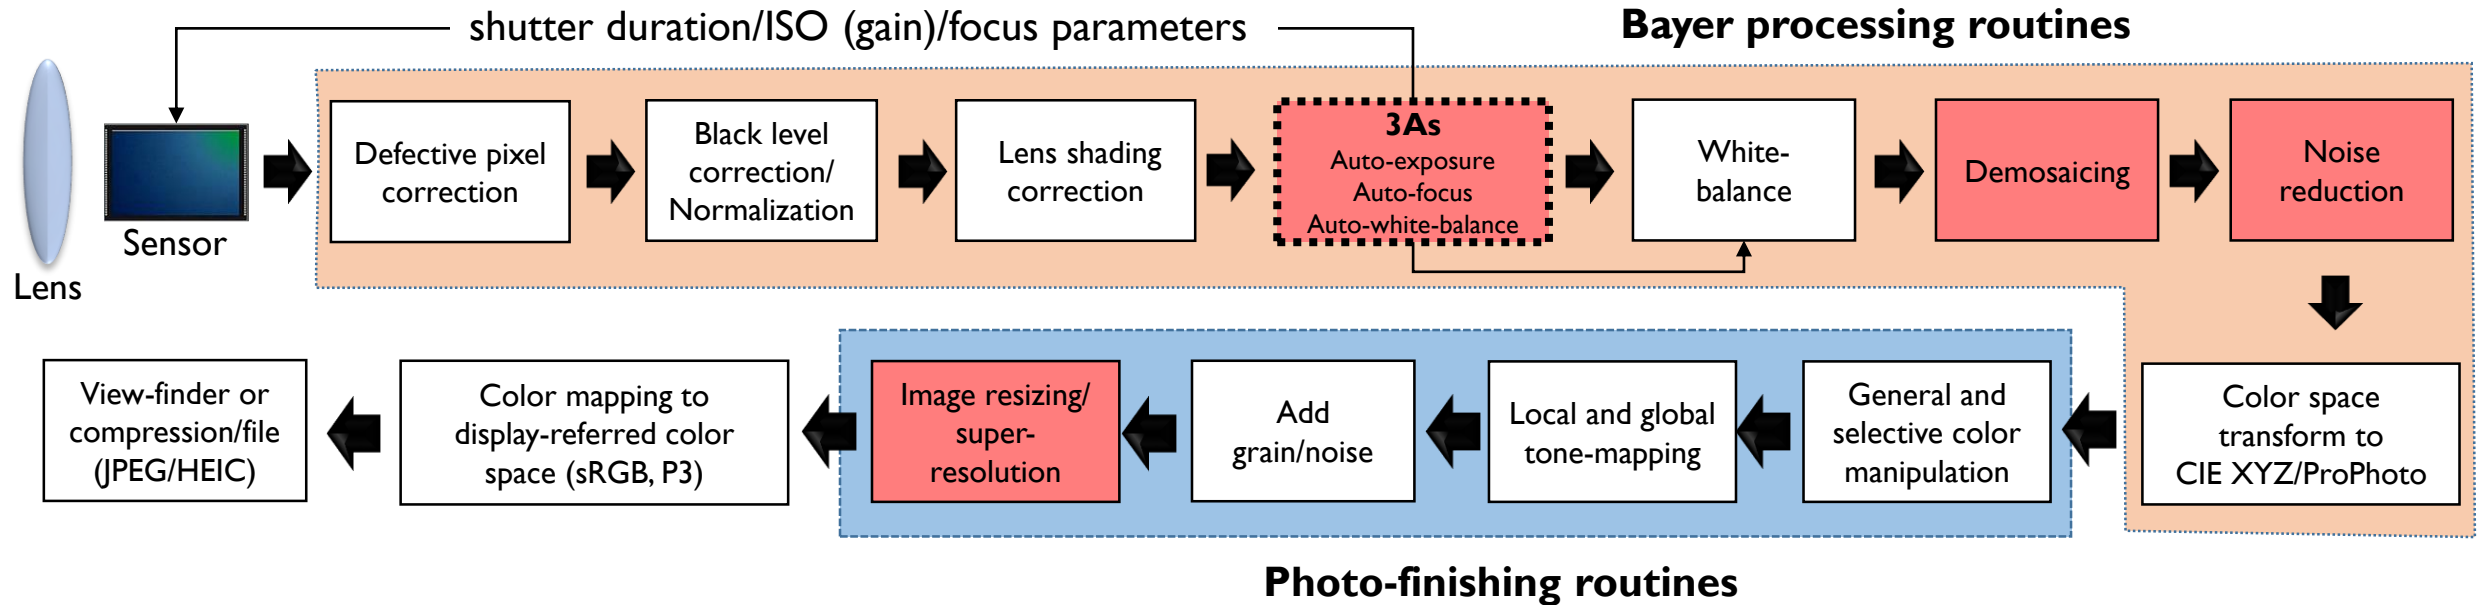 shutter duration/ISO (gain)/focus parameters
Bayer processing routines
Lens
Sensor
Defective pixel
correction
Black level
correction/
Normalization
Lens shading
correction
3As
Auto-exposure
Auto-focus
Auto-white-balance
White-
balance
Demosaicing
Noise
reduction
Color space
transform to
CIE XYZ/ProPhoto
General and
selective color
manipulation
Local and global
tone-mapping
Add
grain/noise
Image resizing/
super-
resolution
Color mapping to
display-referred color
space (sRGB, P3)
View-finder or
compression/file
(JPEG/HEIC)
Photo-finishing routines